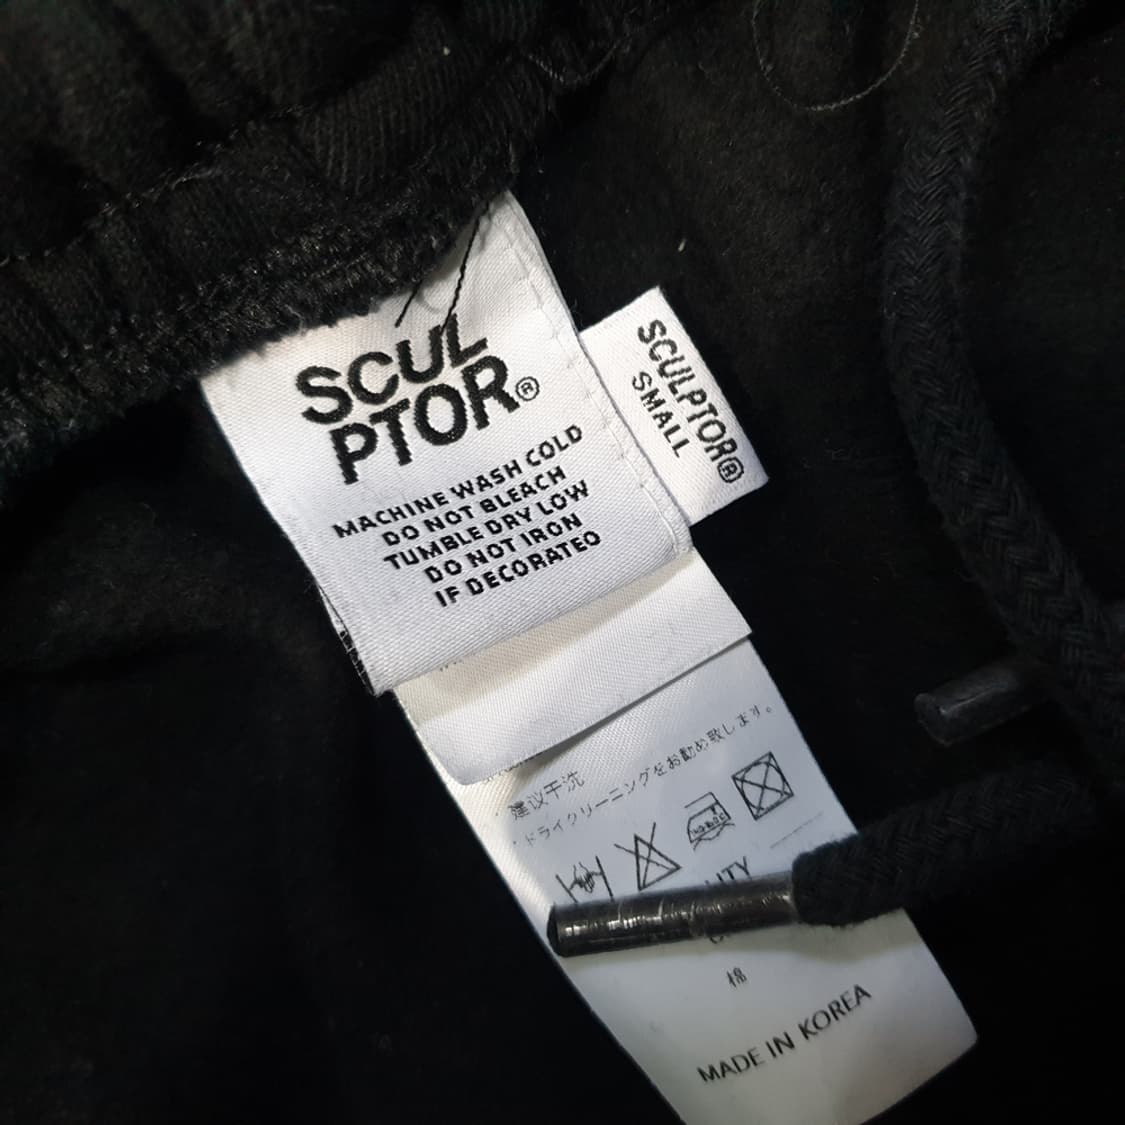 SCUL
PTOR®
MACHINE WASH COLD
DO NOT BLEACH
TUMBLE DRY LOW
DO NOT IRON
IF DECORATED
SCULPTOR®
SMALL
· 建议干洗
· ドライクリーニングをお勧め致します。
棉
MADE IN KOREA